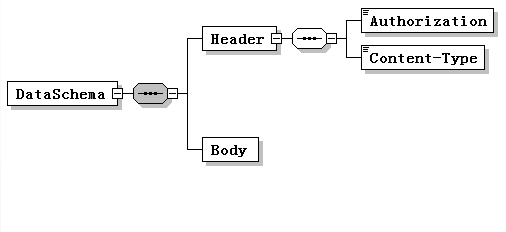 Authorization
Header
Content-Type
DataSchema
Body